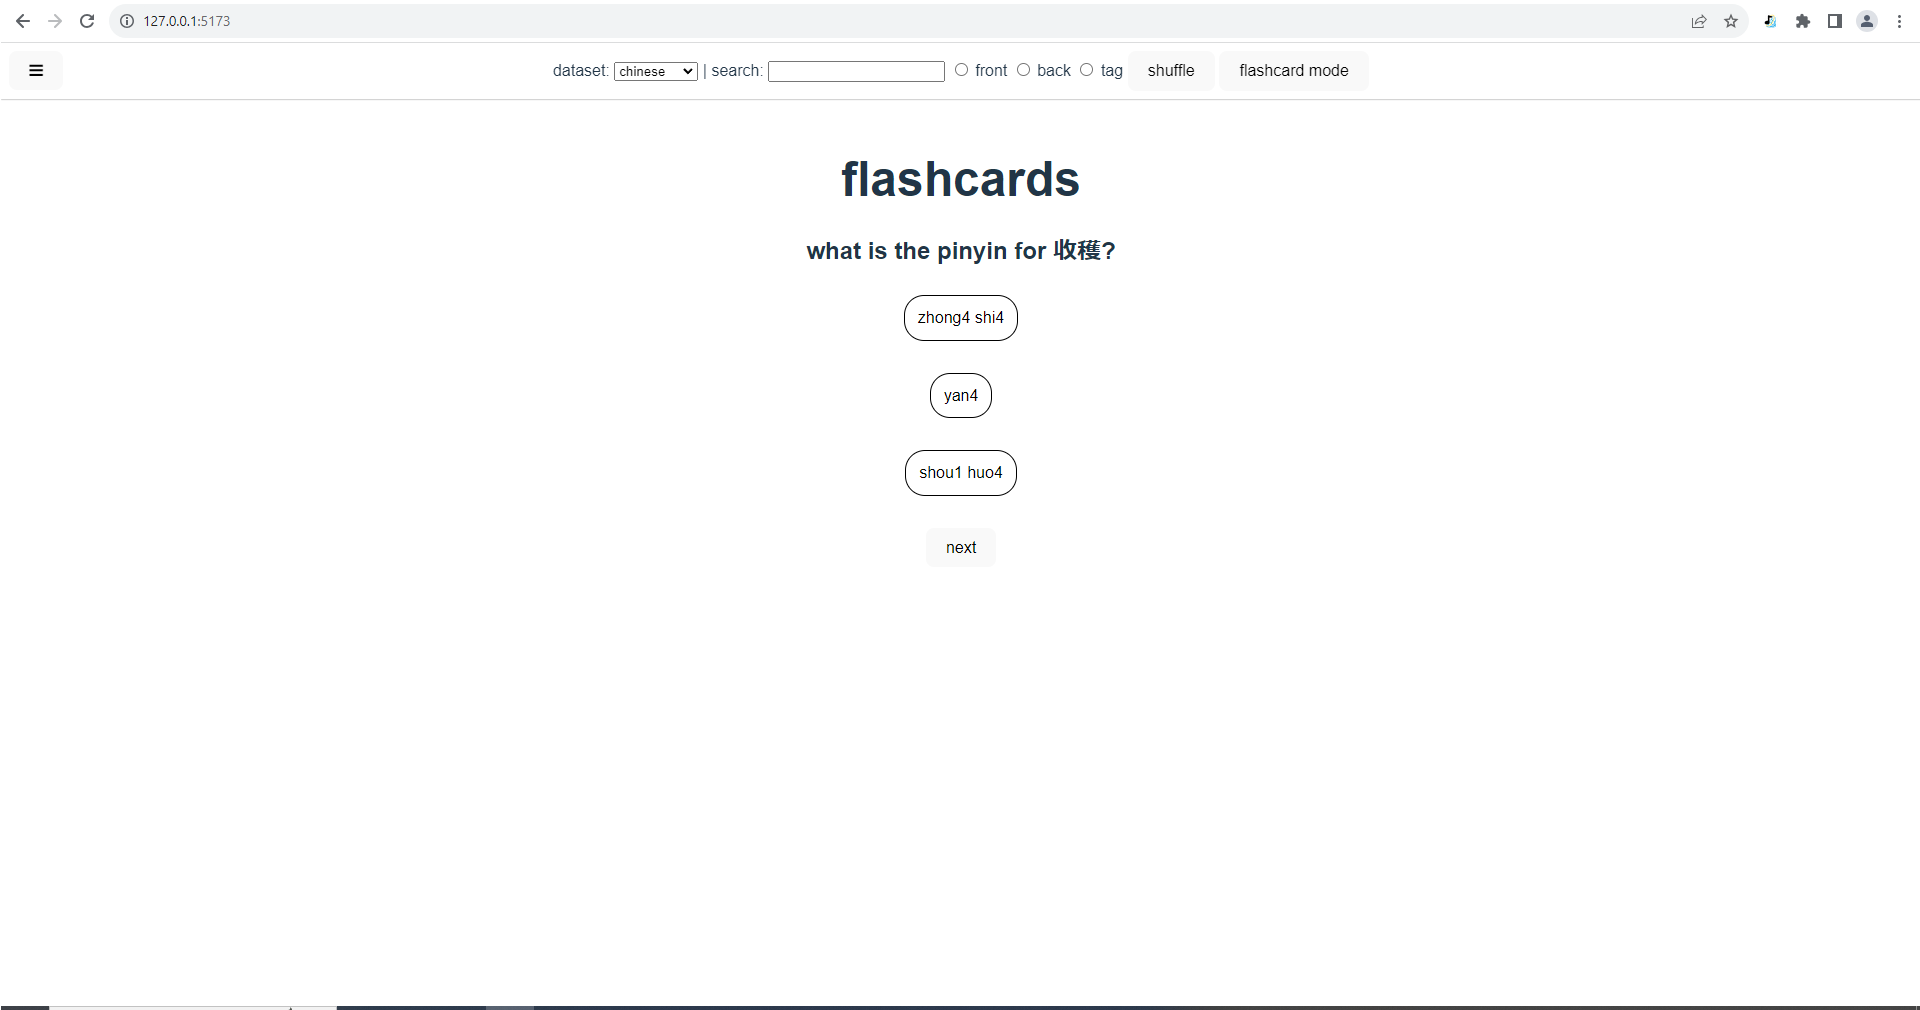 127.0.0.1:5173
dataset: chinese | search: front back tag shuffle flashcard mode
flashcards
what is the pinyin for 收穫?
zhong4 shi4
yan4
shou1 huo4
next